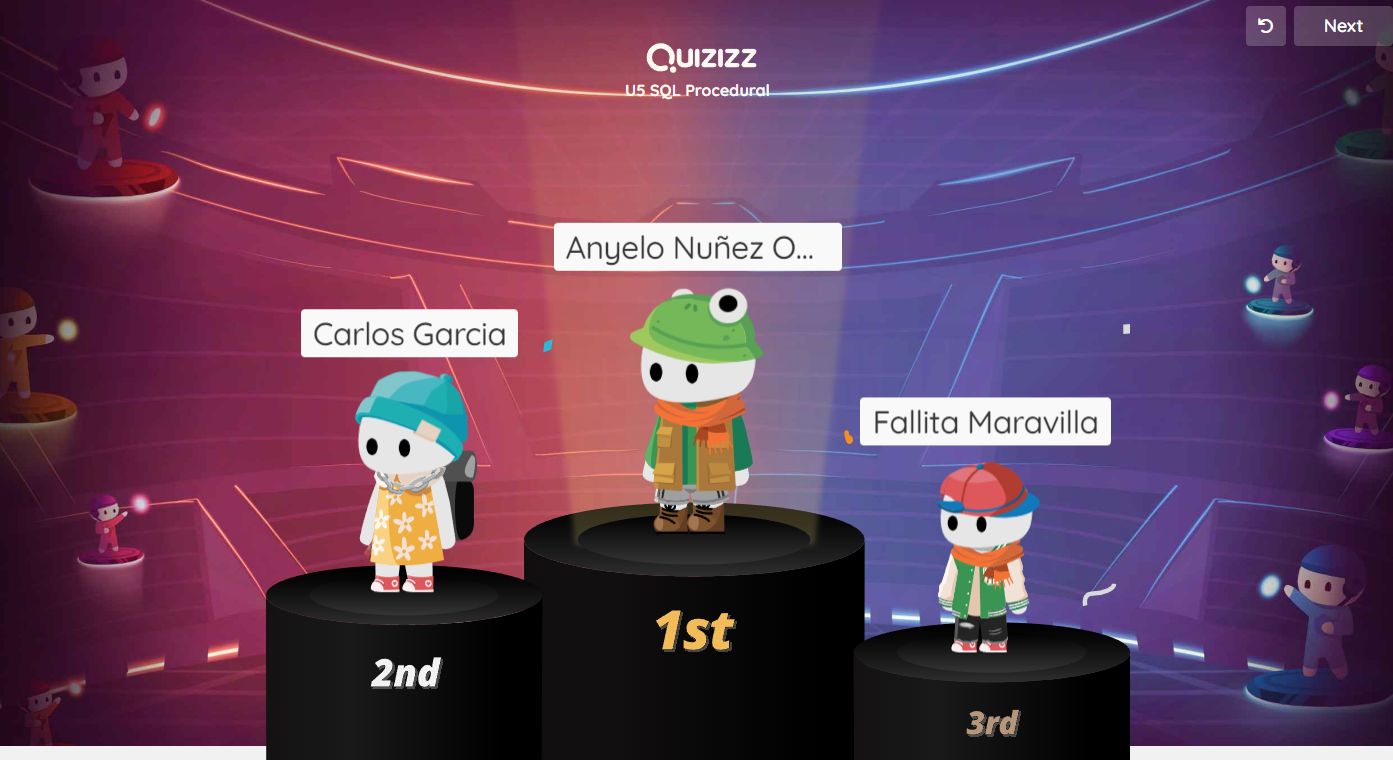 Next
Quizizz
U5 SQL Procedural
Anyelo Nuñez O...
Carlos Garcia
Fallita Maravilla
1st
2nd
3rd